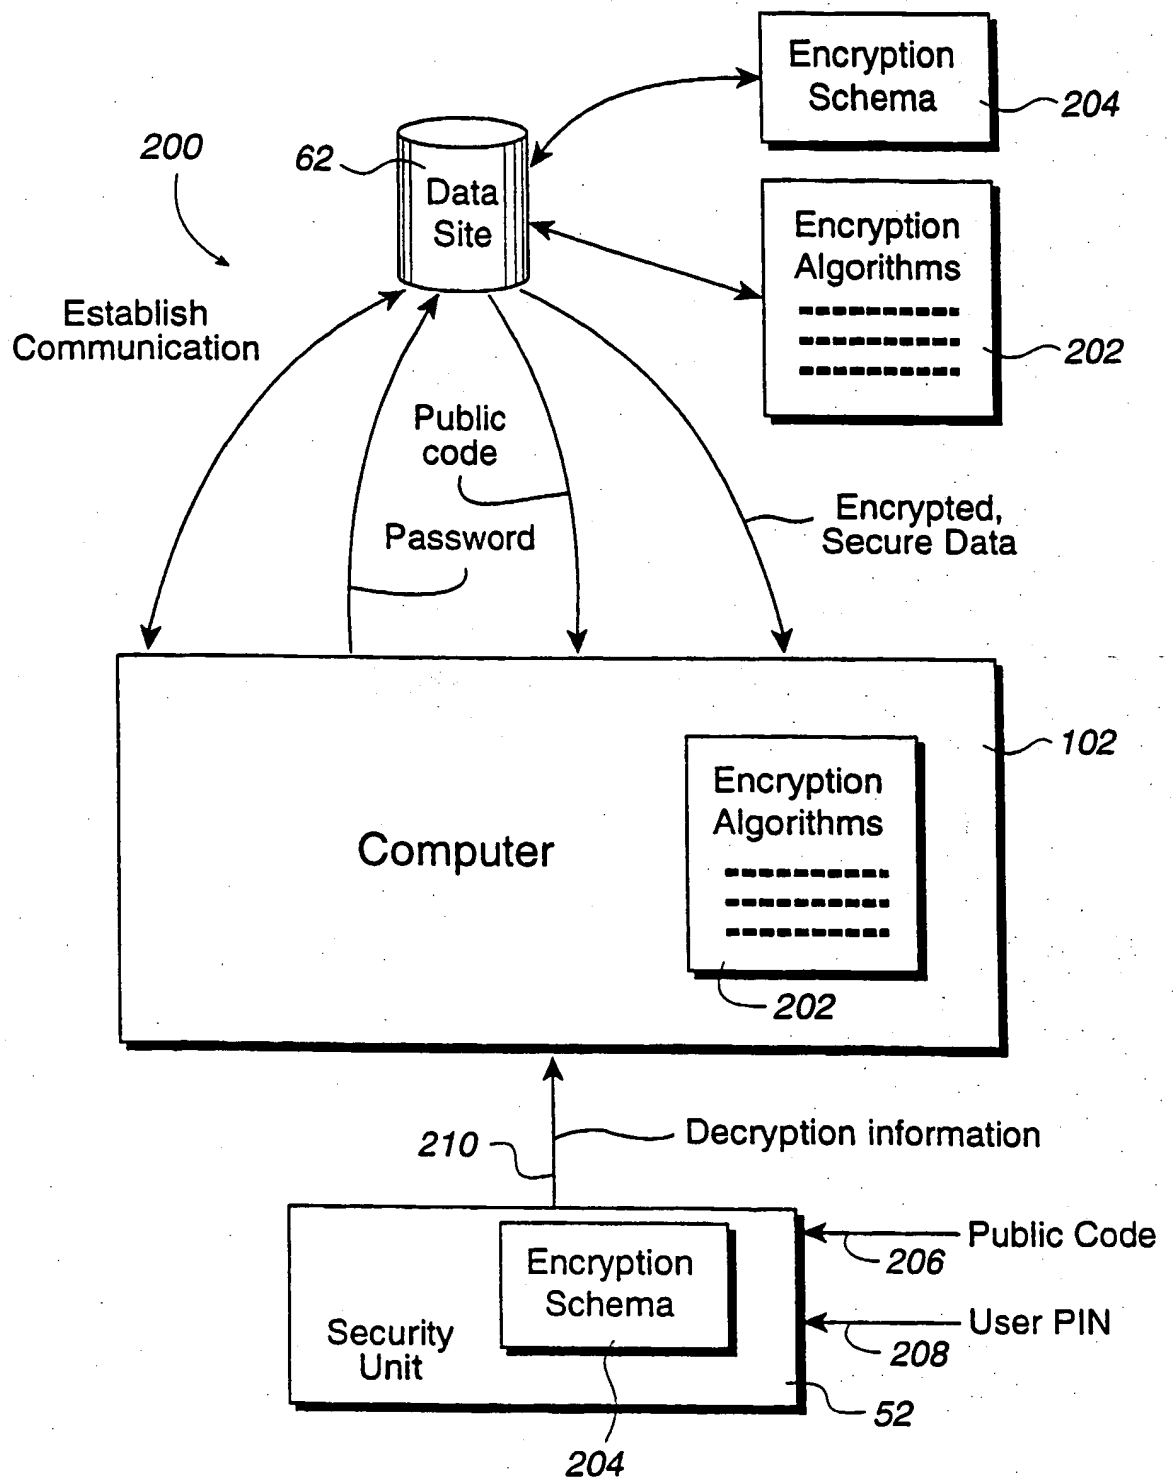 Encryption
Schema
204
200
62
Data
Site
Encryption
Algorithms
202
Establish
Communication
Public
code
Password
Encrypted,
Secure Data
102
Encryption
Algorithms
Computer
202
210
Decryption information
Public Code
206
Encryption
Schema
User PIN
208
Security
Unit
52
204